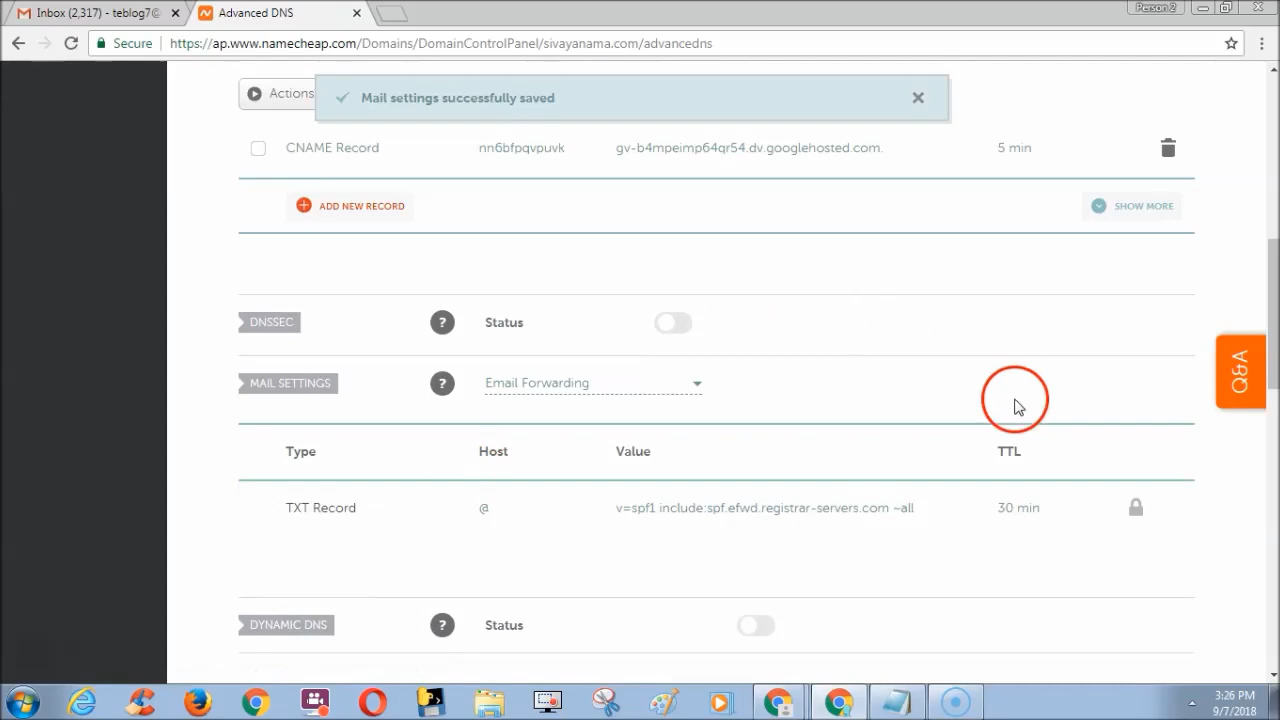 Inbox (2,317) - teblog7@
Advanced DNS
Person 2
Secure
https://ap.www.namecheap.com/Domains/DomainControlPanel/sivayanama.com/advanceddns
Actions
Mail settings successfully saved
CNAME Record nn6bfpqvpuvk gv-b4mpeimp64qr54.dv.googlehosted.com. 5 min
ADD NEW RECORD SHOW MORE
DNSSEC ? Status
Q&A
MAIL SETTINGS ? Email Forwarding
Type Host Value TTL
TXT Record @ v=spf1 include:spf.efwd.registrar-servers.com ~all 30 min
DYNAMIC DNS ? Status
3:26 PM
9/7/2018